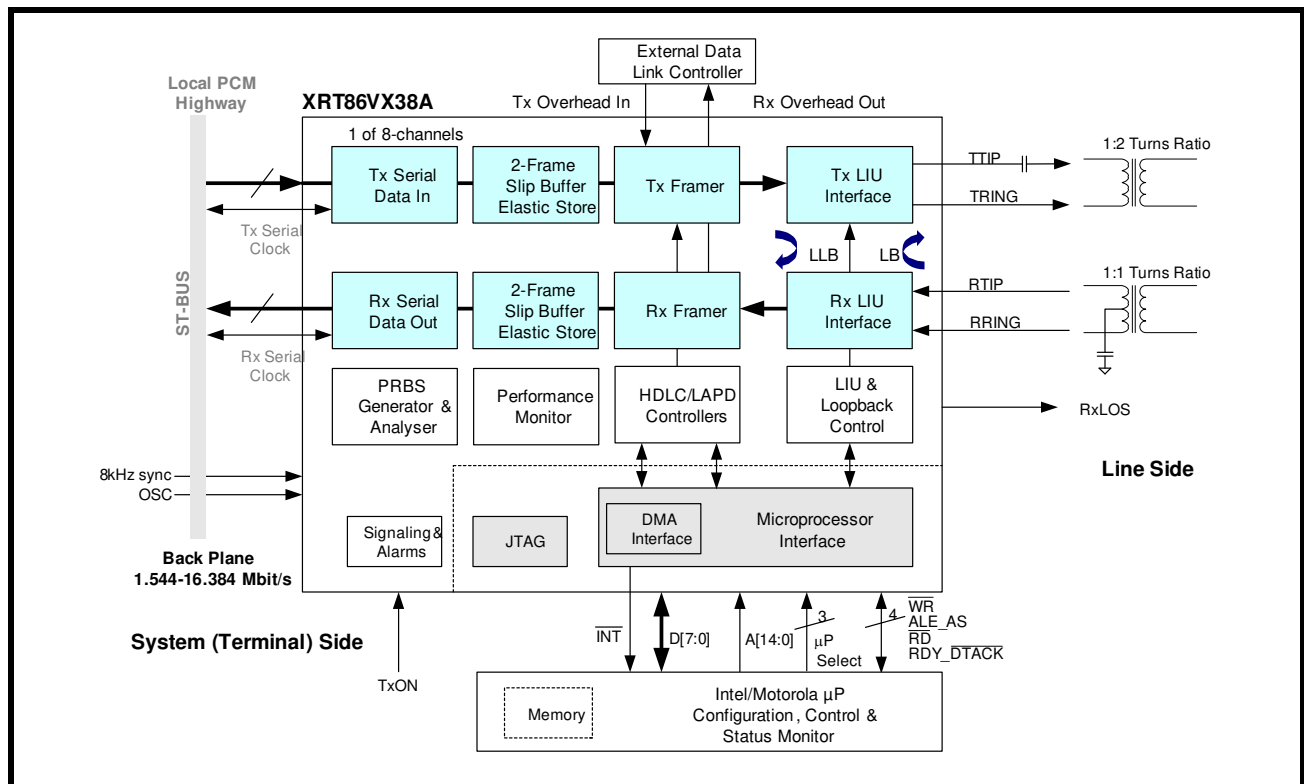 External Data
Link Controller
Local PCM
Highway
XRT86VX38A
Tx Overhead In
Rx Overhead Out
1 of 8-channels
Tx Serial
Data In
2-Frame
Slip Buffer
Elastic Store
Tx Framer
Tx LIU
Interface
TTIP
TRING
1:2 Turns Ratio
Tx Serial
Clock
LLB
LB
ST-BUS
Rx Serial
Data Out
2-Frame
Slip Buffer
Elastic Store
Rx Framer
Rx LIU
Interface
RTIP
RRING
1:1 Turns Ratio
Rx Serial
Clock
PRBS
Generator &
Analyser
Performance
Monitor
HDLC/LAPD
Controllers
LIU &
Loopback
Control
RxLOS
8kHz sync
OSC
Line Side
Signaling &
Alarms
JTAG
DMA
Interface
Microprocessor
Interface
Back Plane
1.544-16.384 Mbit/s
System (Terminal) Side
TxON
INT
D[7:0]
A[14:0]
3
µP
Select
4
WR
ALE_AS
RD
RDY_DTACK
Memory
Intel/Motorola µP
Configuration, Control &
Status Monitor